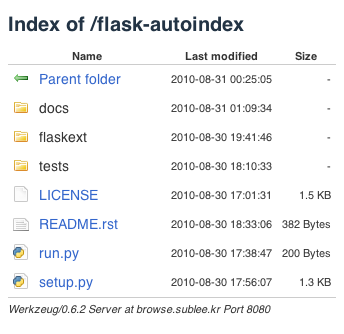 Index of /flask-autoindex
Name Last modified Size
Parent folder 2010-08-31 00:25:05 -
docs 2010-08-31 01:09:34 -
flaskext 2010-08-30 19:41:46 -
tests 2010-08-30 18:10:33 -
LICENSE 2010-08-30 17:01:31 1.5 KB
README.rst 2010-08-30 18:33:06 382 Bytes
run.py 2010-08-30 17:38:47 200 Bytes
setup.py 2010-08-30 17:56:07 1.3 KB
Werkzeug/0.6.2 Server at browse.sublee.kr Port 8080